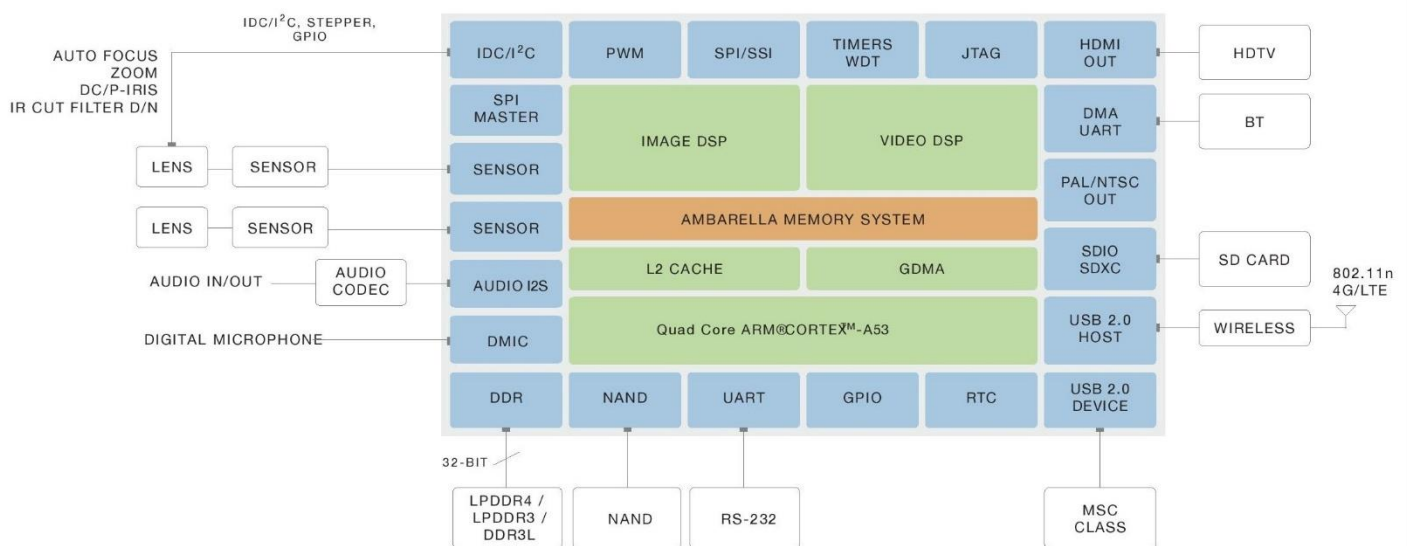 IDC/I²C, STEPPER,
GPIO
AUTO FOCUS
ZOOM
DC/P-IRIS
IR CUT FILTER D/N
LENS
SENSOR
LENS
SENSOR
AUDIO IN/OUT
AUDIO
CODEC
DIGITAL MICROPHONE
IDC/I²C
PWM
SPI/SSI
TIMERS
WDT
JTAG
HDMI
OUT
SPI
MASTER
IMAGE DSP
VIDEO DSP
DMA
UART
SENSOR
PAL/NTSC
OUT
SENSOR
AMBARELLA MEMORY SYSTEM
AUDIO I2S
L2 CACHE
GDMA
SDIO
SDXC
DMIC
Quad Core ARM®CORTEX™-A53
USB 2.0
HOST
DDR
NAND
UART
GPIO
RTC
USB 2.0
DEVICE
HDTV
BT
SD CARD
802.11n
4G/LTE
WIRELESS
32-BIT
LPDDR4 /
LPDDR3 /
DDR3L
NAND
RS-232
MSC
CLASS